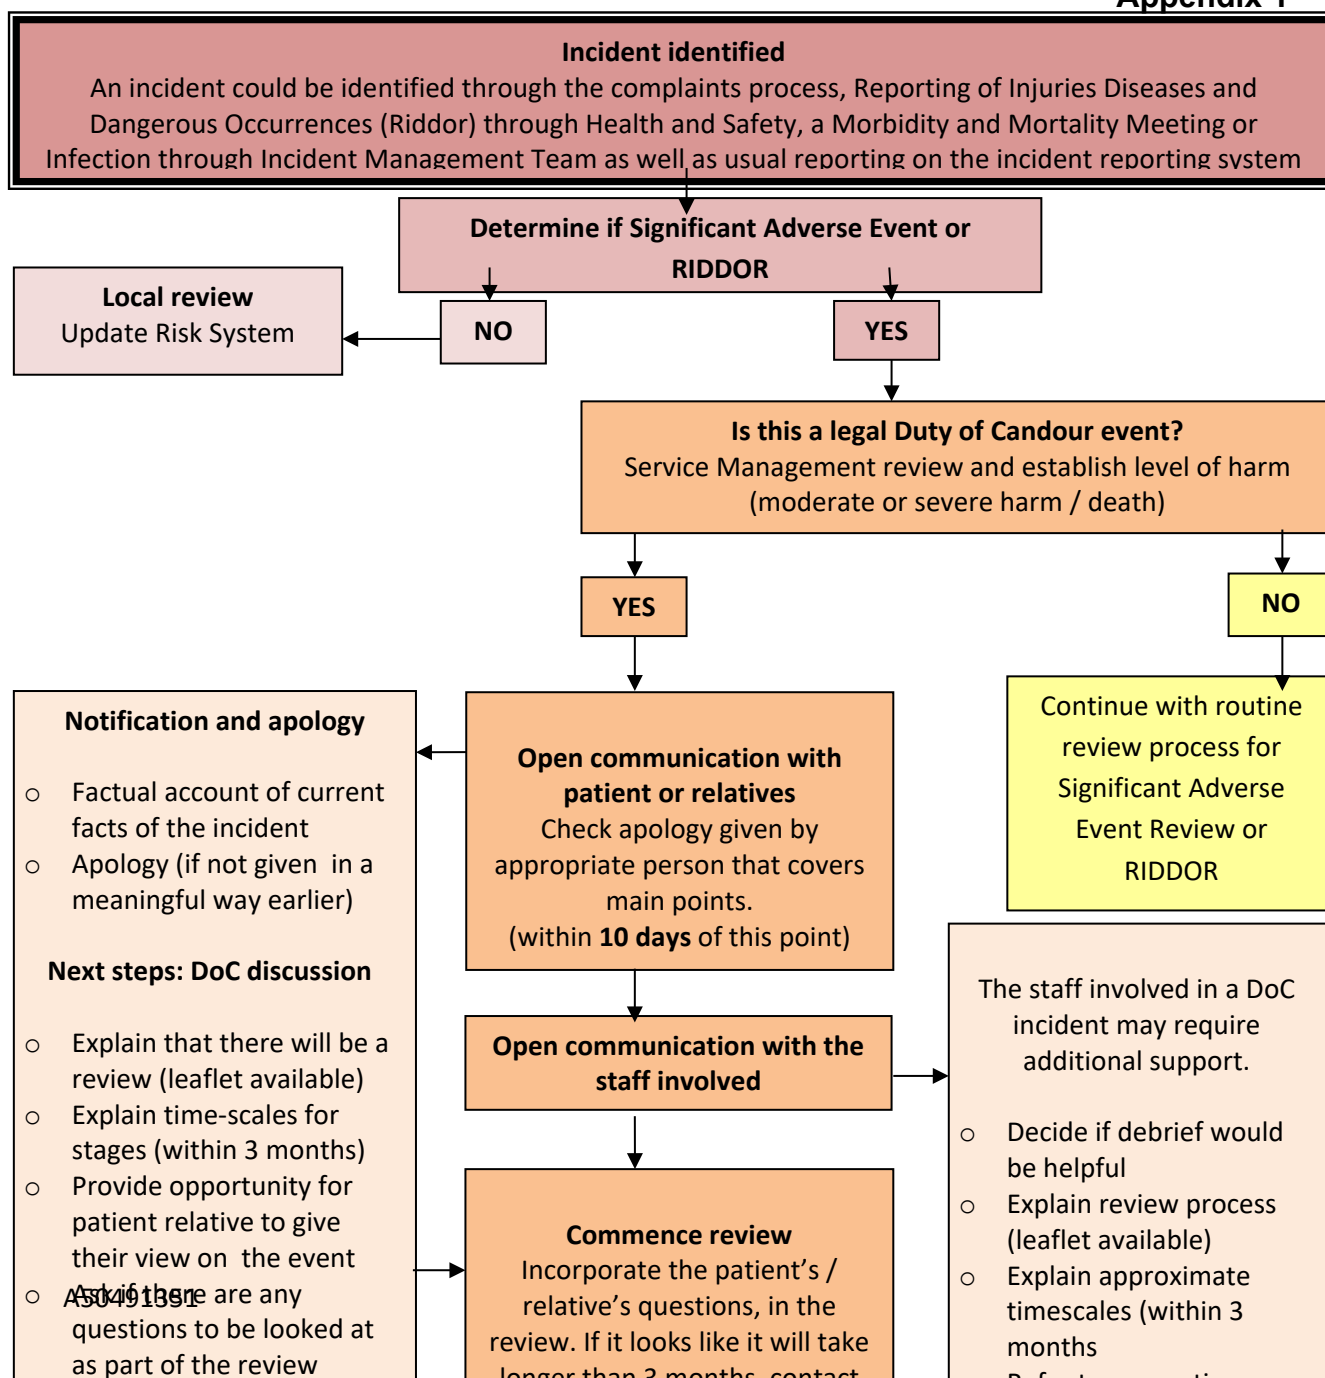 Appendix 1
Incident identified
An incident could be identified through the complaints process, Reporting of Injuries Diseases and
Dangerous Occurrences (Riddor) through Health and Safety, a Morbidity and Mortality Meeting or
Infection through Incident Management Team as well as usual reporting on the incident reporting system
Determine if Significant Adverse Event or
RIDDOR
Local review
Update Risk System
NO
YES
Is this a legal Duty of Candour event?
Service Management review and establish level of harm
(moderate or severe harm / death)
YES
NO
Notification and apology
o Factual account of current
facts of the incident
o Apology (if not given in a
meaningful way earlier)
Next steps: DoC discussion
o Explain that there will be a
review (leaflet available)
o Explain time-scales for
stages (within 3 months)
o Provide opportunity for
patient relative to give
their view on the event
o Ask if there are any
questions to be looked at
as part of the review
A50491351
Open communication with
patient or relatives
Check apology given by
appropriate person that covers
main points.
(within 10 days of this point)
Open communication with the
staff involved
Commence review
Incorporate the patient's /
relative's questions, in the
review. If it looks like it will take
longer than 3 months, contact
Continue with routine
review process for
Significant Adverse
Event Review or
RIDDOR
The staff involved in a DoC
incident may require
additional support.
o Decide if debrief would
be helpful
o Explain review process
(leaflet available)
o Explain approximate
timescales (within 3
months